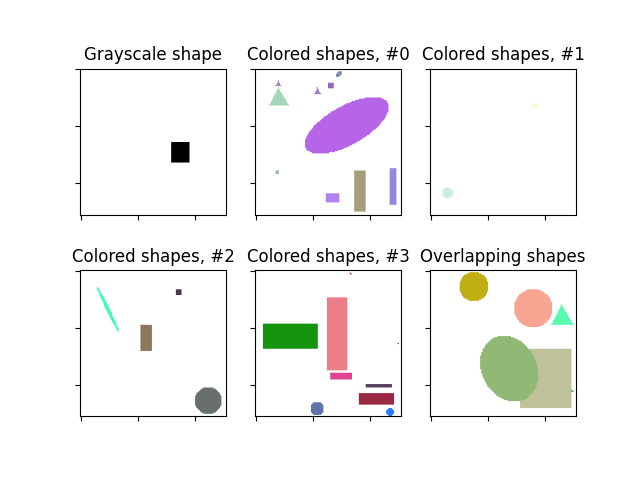 Grayscale shape
Colored shapes, #0
Colored shapes, #1
Colored shapes, #2
Colored shapes, #3
Overlapping shapes